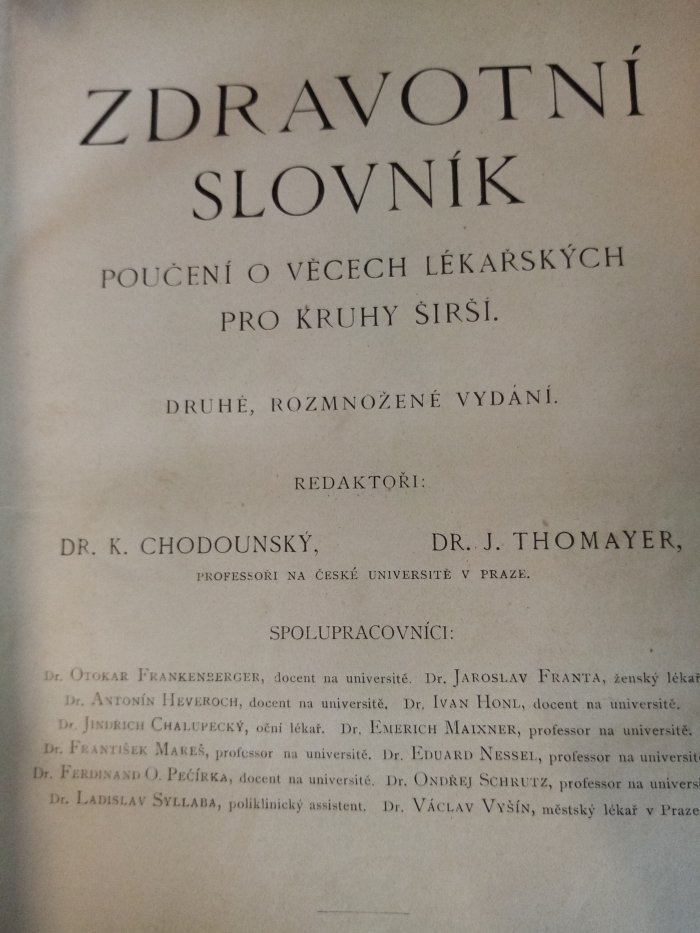 ZDRAVOTNÍ
SLOVNÍK
POUČENÍ O VĚCECH LÉKAŘSKÝCH
PRO KRUHY ŠIRŠÍ.
DRUHÉ, ROZMNOŽENÉ VYDÁNÍ.
REDAKTOŘI:
DR. K. CHODOUNSKÝ, DR. J. THOMAYER,
PROFESSOŘI NA ČESKÉ UNIVERSITĚ V PRAZE.
SPOLUPRACOVNÍCI:
Dr. OTOKAR FRANKENBERGER, docent na universitě. Dr. JAROSLAV FRANTA, ženský lékař
Dr. ANTONÍN HEVEROCH, docent na universitě. Dr. IVAN HONL, docent na universitě.
Dr. JINDŘICH CHALUPECKÝ, oční lékař. Dr. EMERICH MAIXNER, professor na universitě.
Dr. FRANTIŠEK MAREŠ, professor na universitě. Dr. EDUARD NESSEL, professor na universitě
Dr. FERDINAND O. PEČÍRKA, docent na universitě. Dr. ONDŘEJ SCHRUTZ, professor na universi
Dr. LADISLAV SYLLABA, poliklinický assistent. Dr. VÁCLAV VYŠÍN, městský lékař v Praze